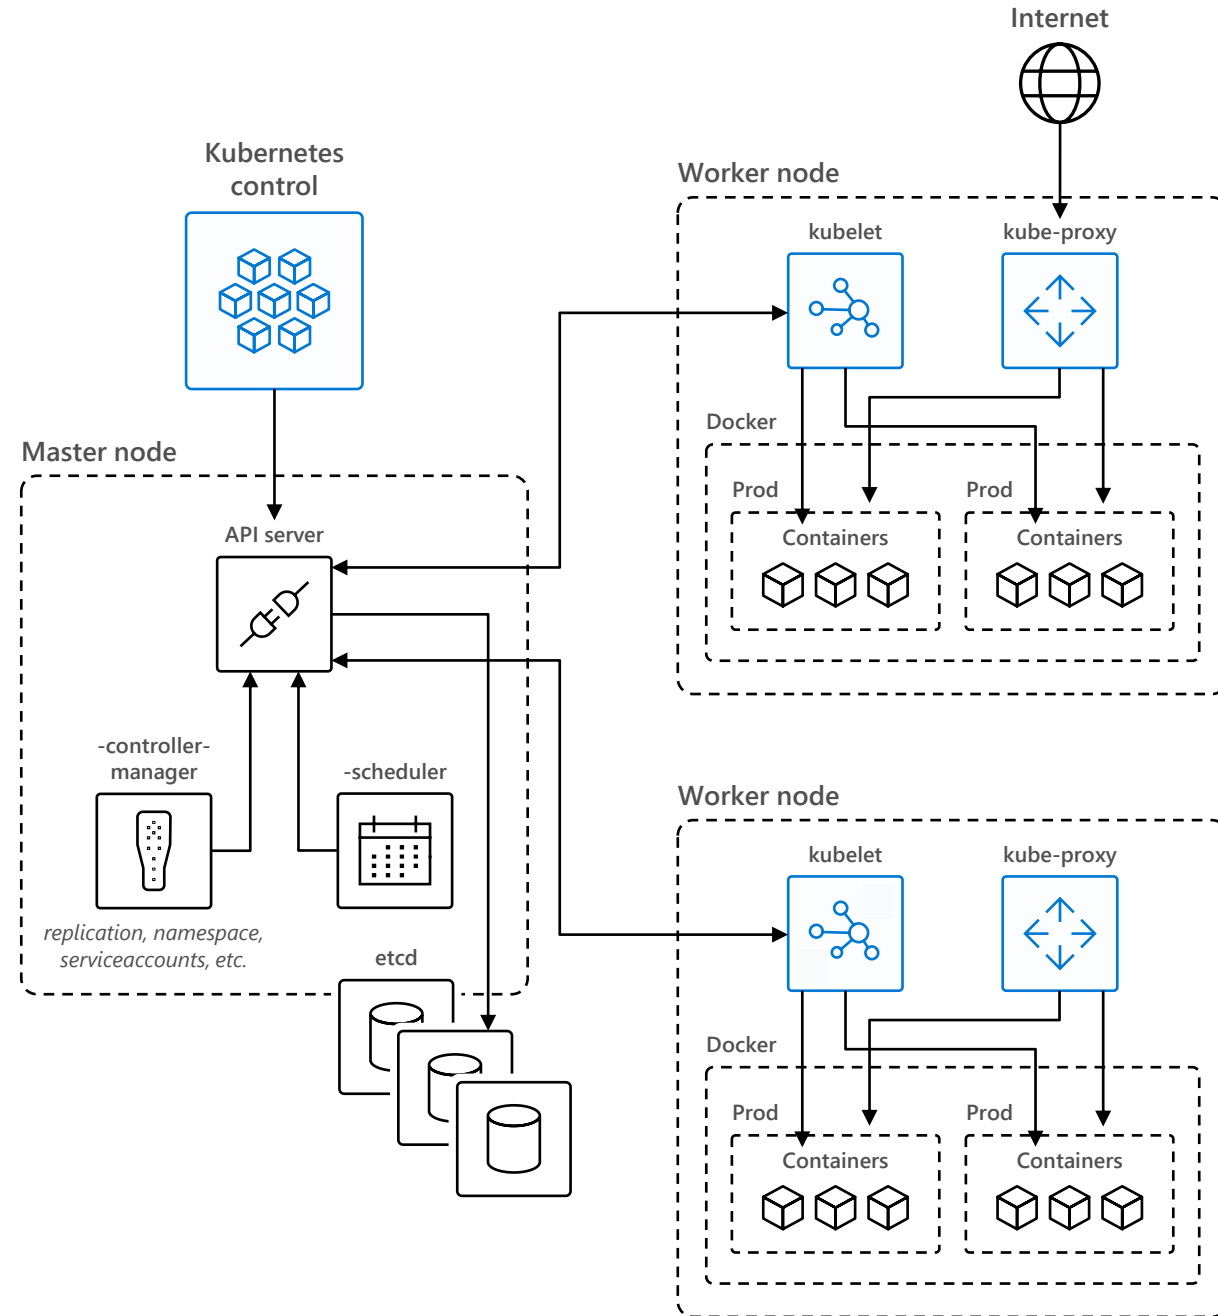 Internet
Kubernetes
control
Worker node
kubelet
kube-proxy
Docker
Prod
Prod
Containers
Containers
Master node
API server
-controller-
manager
-scheduler
replication, namespace,
serviceaccounts, etc.
etcd
Worker node
kubelet
kube-proxy
Docker
Prod
Prod
Containers
Containers